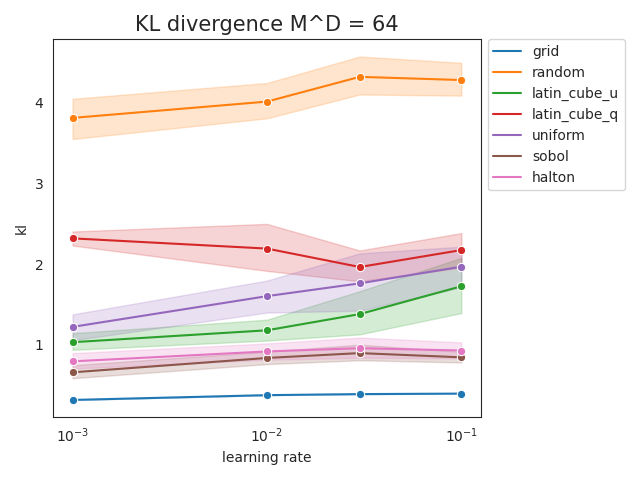 KL divergence M^D = 64
grid
random
latin_cube_u
latin_cube_q
uniform
sobol
halton
4
3
2
1
kl
10^{-3}
10^{-2}
10^{-1}
learning rate